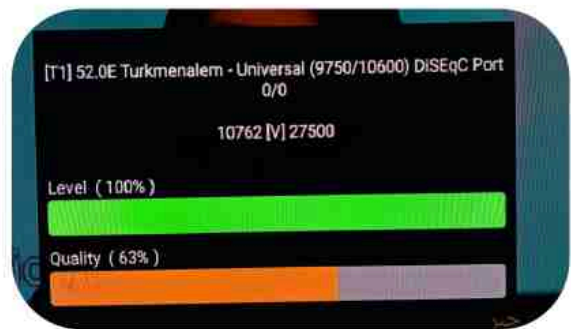 [T1] 52.0E Turkmenalem - Universal (9750/10600) DiSEqC Port
0/0
10762 [V] 27500
Level ( 100% )
Quality ( 63% )